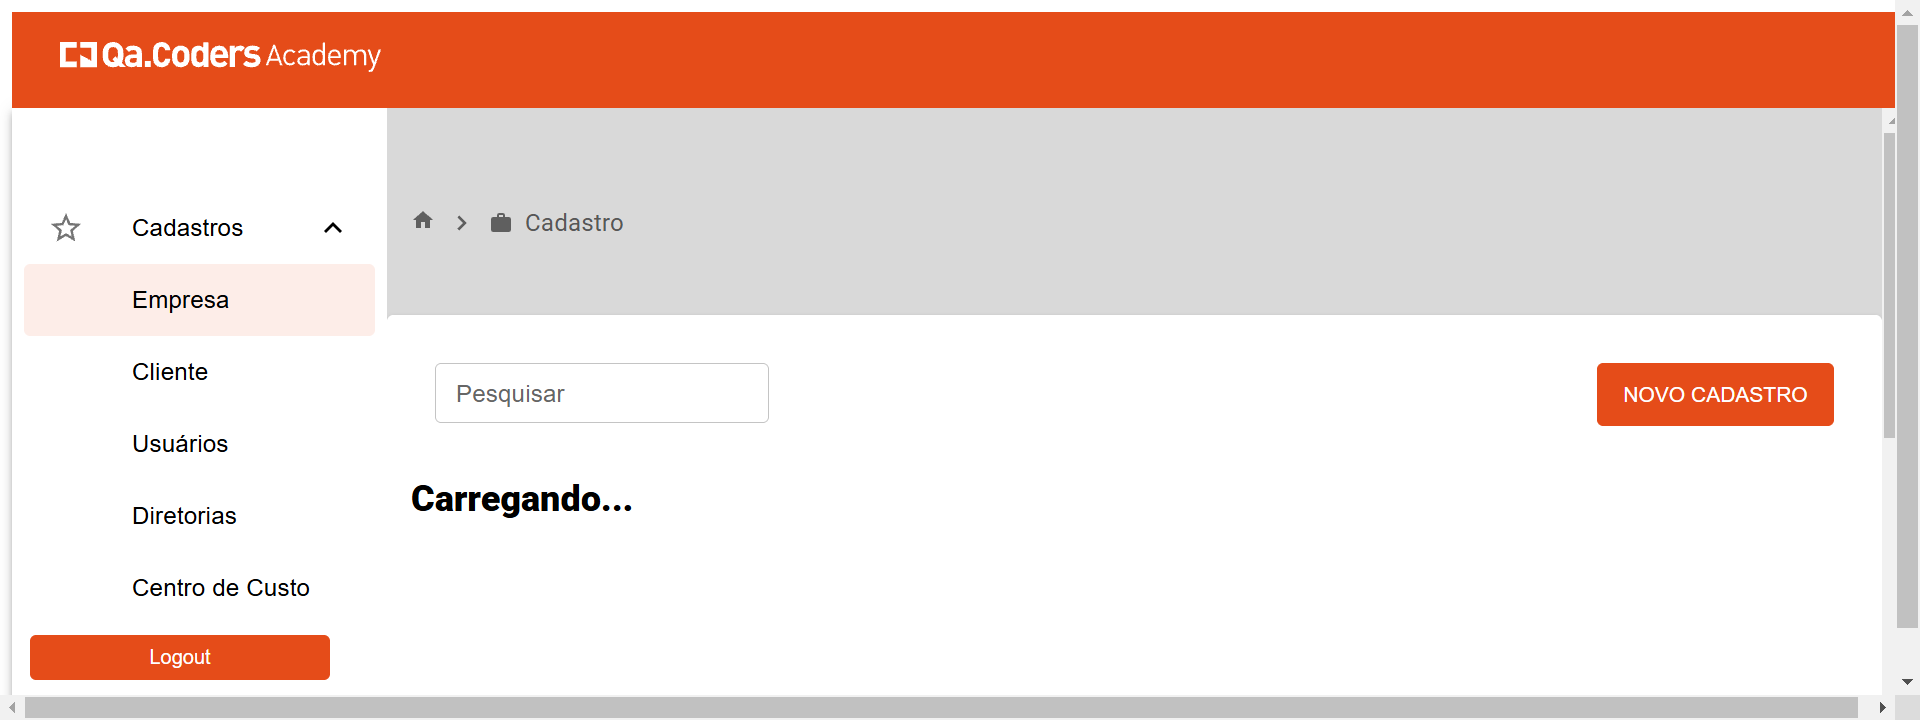 Qa.Coders Academy
Cadastros
Empresa
Cliente
Usuários
Diretorias
Centro de Custo
Logout
Cadastro
Pesquisar
NOVO CADASTRO
Carregando...